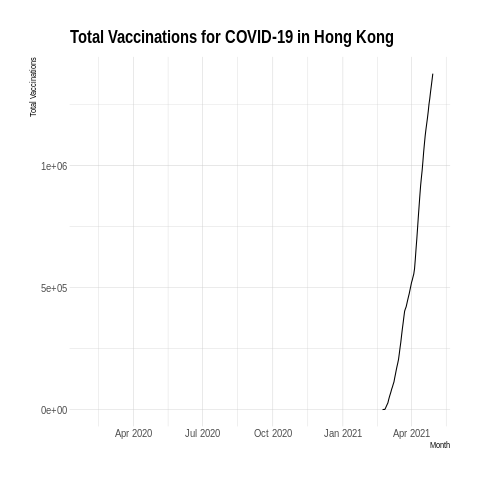 Total Vaccinations for COVID-19 in Hong Kong
Total Vaccinations
1e+06
5e+05
0e+00
Apr 2020 Jul 2020 Oct 2020 Jan 2021 Apr 2021
Month